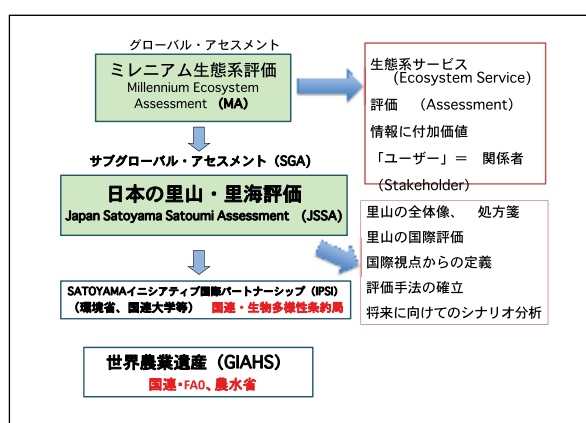 グローバル・アセスメント
ミレニアム生態系評価
Millennium Ecosystem
Assessment (MA)
生態系サービス
(Ecosystem Service)
評価 (Assessment)
情報に付加価値
「ユーザー」= 関係者
(Stakeholder)
サブグローバル・アセスメント(SGA)
日本の里山・里海評価
Japan Satoyama Satoumi Assessment (JSSA)
里山の全体像、 処方箋
里山の国際評価
国際視点からの定義
評価手法の確立
将来に向けてのシナリオ分析
SATOYAMAイニシアティブ国際パートナーシップ(IPSI)
(環境省、国連大学等) 国連・生物多様性条約局
世界農業遺産(GIAHS)
国連・FAO、農水省